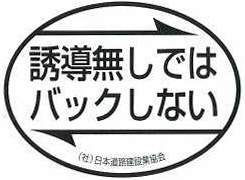 誘導無しでは
バックしない
（社）日本道路建設業協会